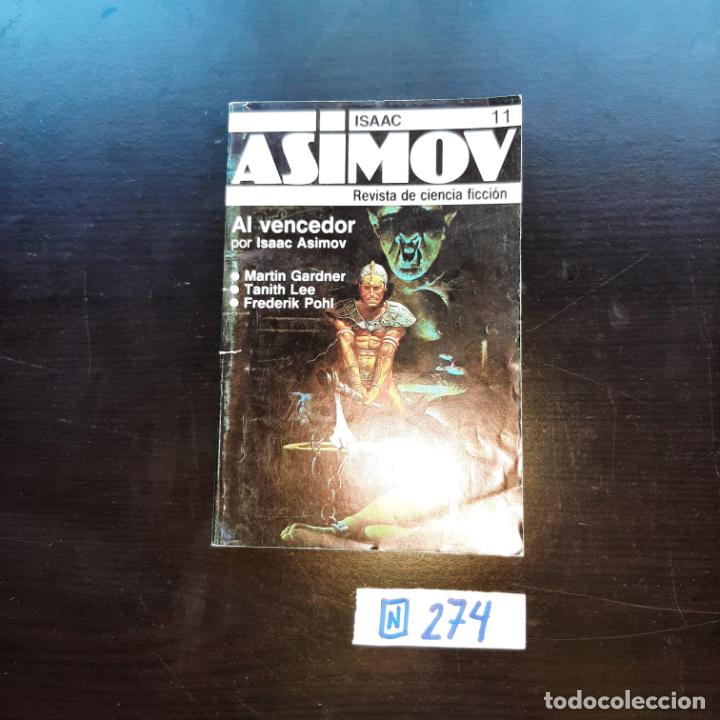 ISAAC 11
ASiMOV
Revista de ciencia ficción
Al vencedor
por Isaac Asimov
● Martin Gardner
● Tanith Lee
● Frederik Pohl
N 274
todocoleccion